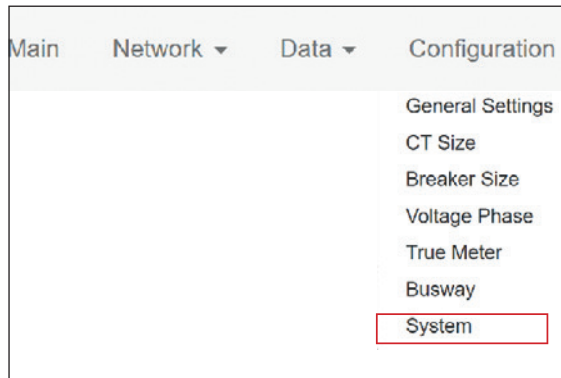 Main Network Data Configuration
General Settings
CT Size
Breaker Size
Voltage Phase
True Meter
Busway
System